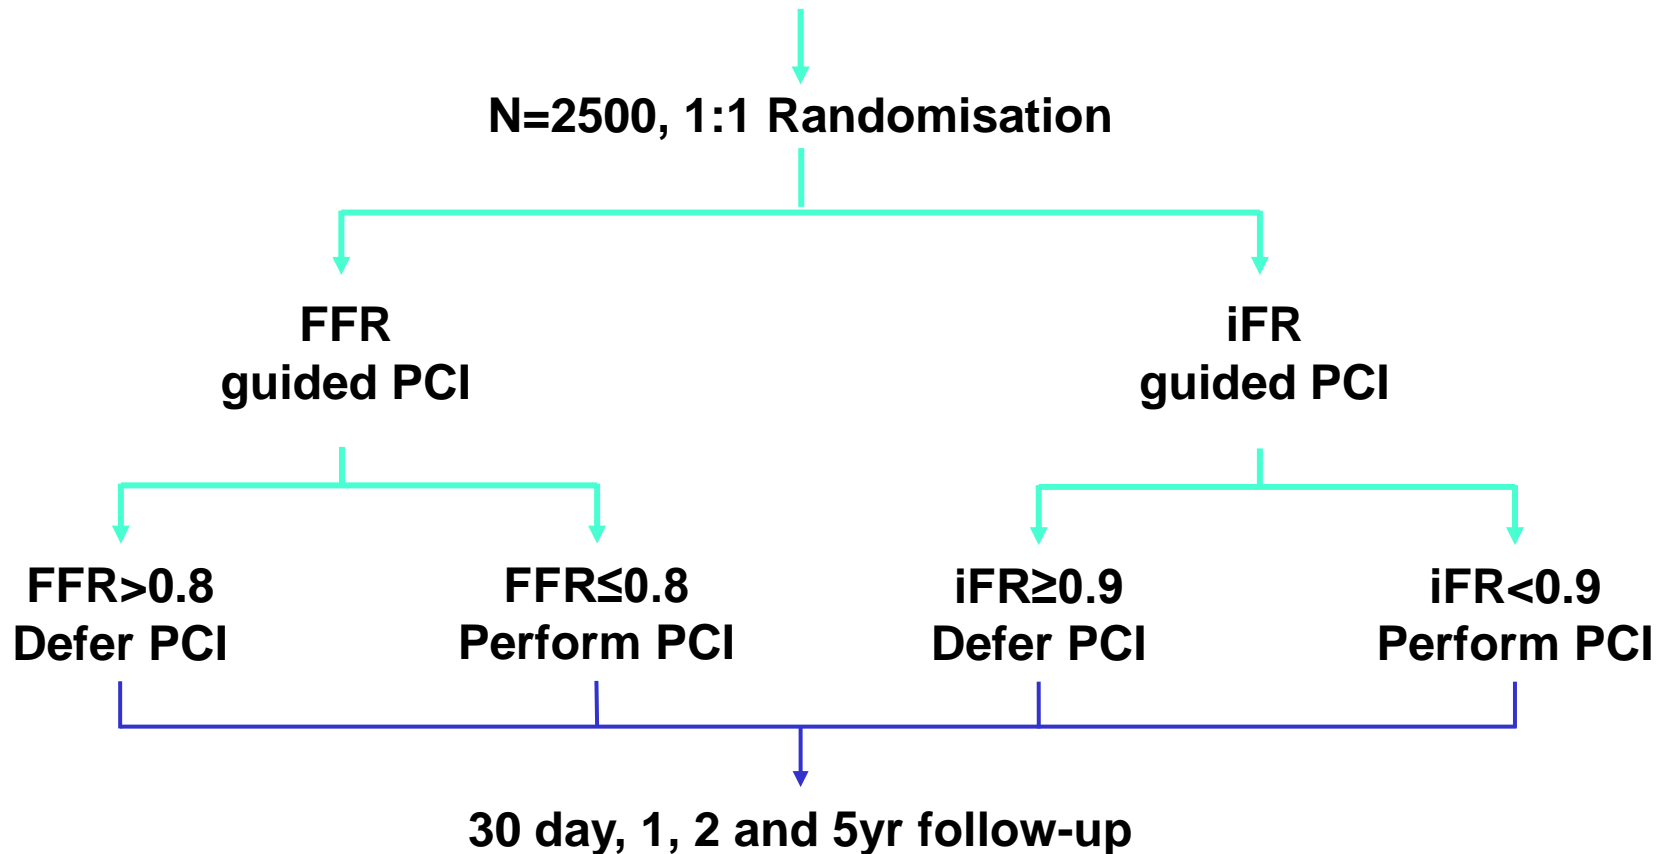 N=2500, 1:1 Randomisation
FFR
guided PCI
iFR
guided PCI
FFR>0.8
Defer PCI
FFR≤0.8
Perform PCI
iFR≥0.9
Defer PCI
iFR<0.9
Perform PCI
30 day, 1, 2 and 5yr follow-up